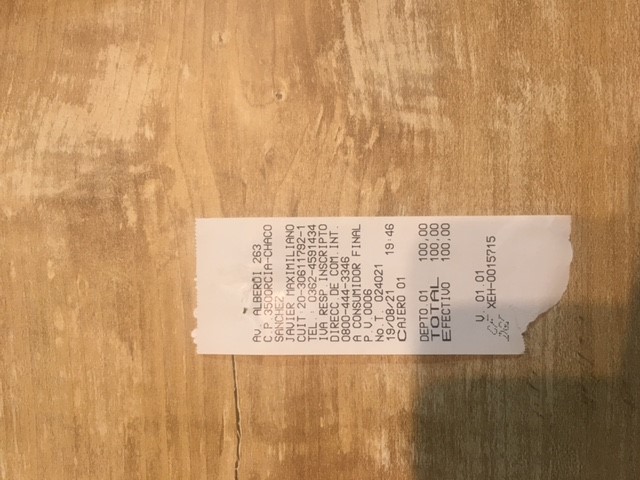 AV. ALBERDI 263
C.P.3500RCIA-CHACO
SANCHEZ
JAVIER MAXIMILIANO
CUIT 20-30611792-1
TEL.: 0362-4591434
IVA RESP.INSCRIPTO
DIRECC.DE COM.INT.
0800-444-3346
A CONSUMIDOR FINAL
P.V.0006
No.T. 024021
19/08/21 19 46
CAJERO 01
DEPTO 01 100,00
TOTAL 100,00
EFECTIVO 100,00
V. 01.01
CF XEH-0015715
DGI